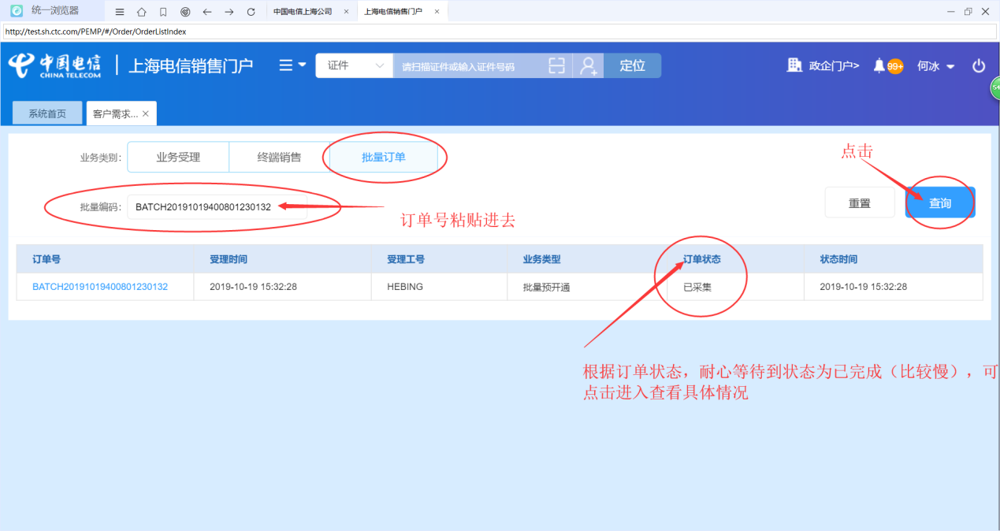 统一浏览器
中国电信上海公司 ×
上海电信销售门户 ×
http://test.sh.ctc.com/PEMP/#/Order/OrderListIndex
中国电信
CHINA TELECOM
上海电信销售门户
证件
请扫描证件或输入证件号码
定位
政企门户>
99+
何冰
54
系统首页
客户需求... ×
业务类别:
业务受理
终端销售
批量订单
点击
批量编码:
BATCH20191019400801230132
订单号粘贴进去
重置
查询
订单号 受理时间 受理工号 业务类型 订单状态 状态时间
BATCH20191019400801230132 2019-10-19 15:32:28 HEBING 批量预开通 已采集 2019-10-19 15:32:28
根据订单状态，耐心等待到状态为已完成（比较慢），可
点击进入查看具体情况